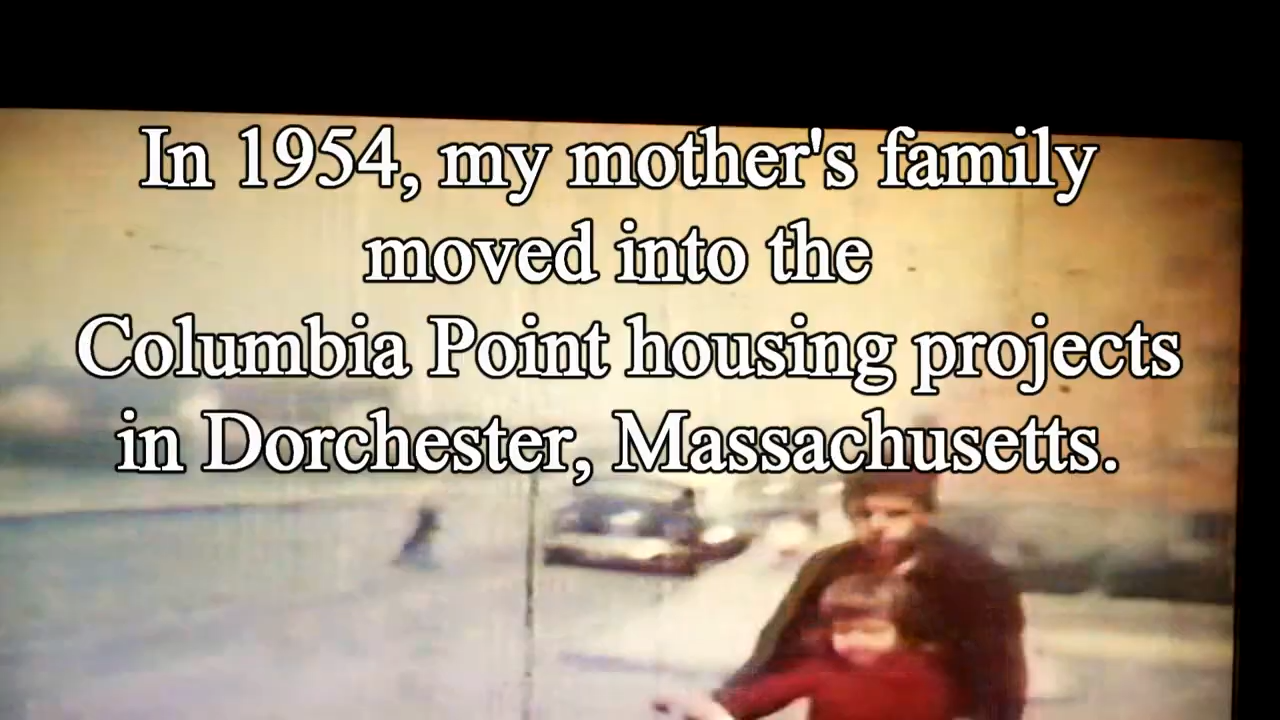 In 1954, my mother's family
moved into the
Columbia Point housing projects
in Dorchester, Massachusetts.